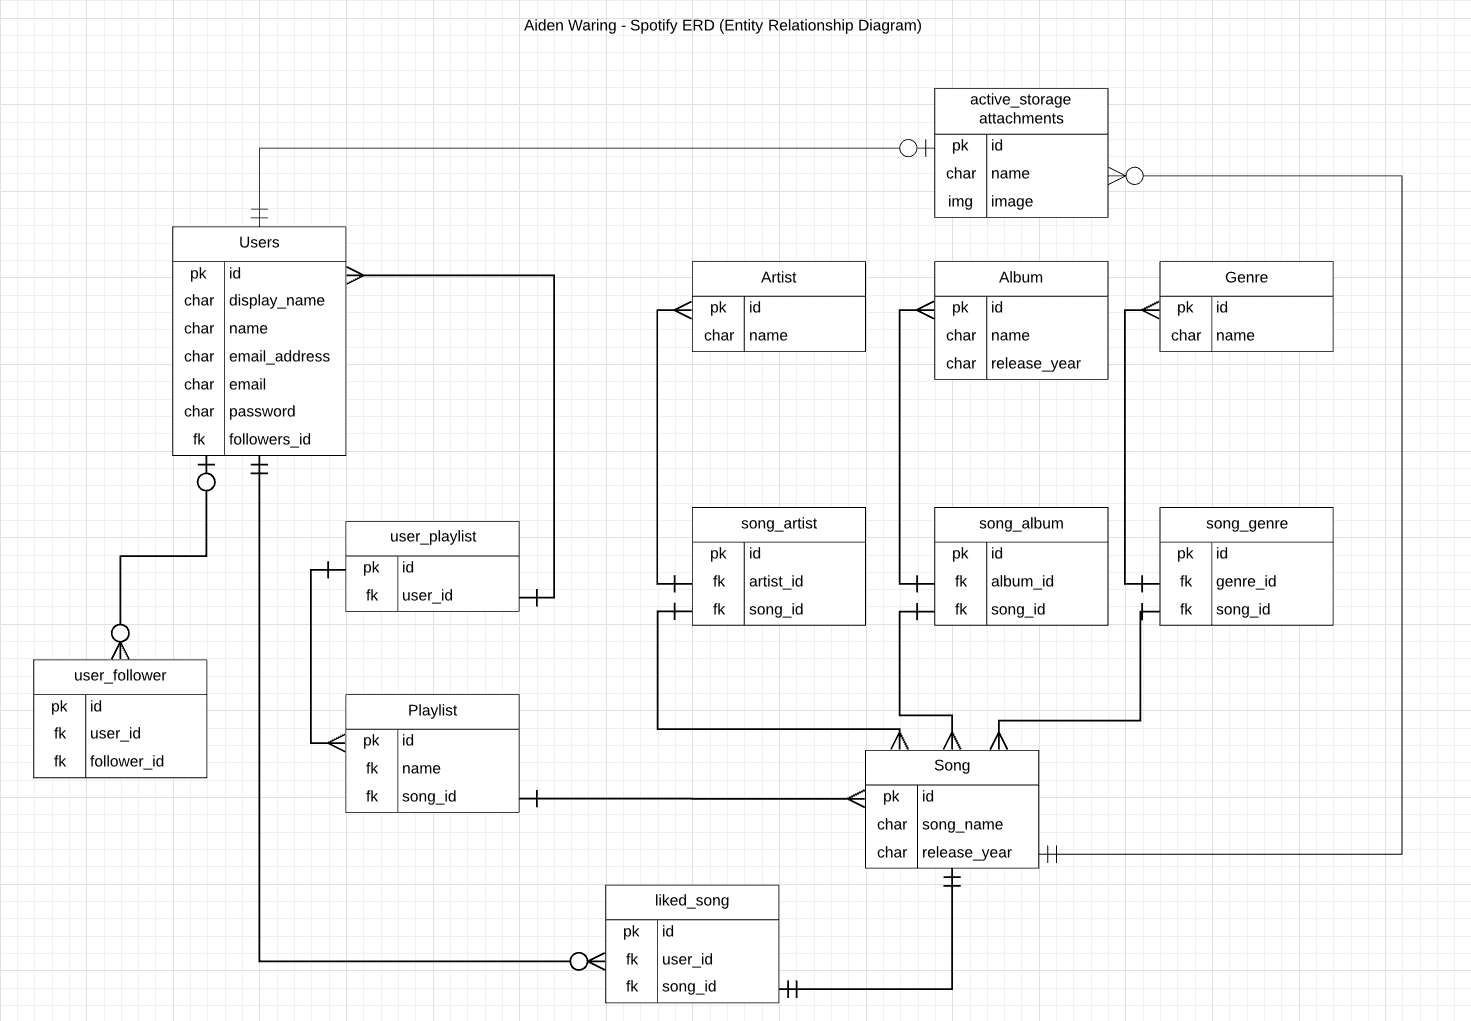 Aiden Waring - Spotify ERD (Entity Relationship Diagram)
active_storage
attachments
pk id
char name
img image
Users
pk id
char display_name
char name
char email_address
char email
char password
fk followers_id
Artist
pk id
char name
Album
pk id
char name
char release_year
Genre
pk id
char name
user_playlist
pk id
fk user_id
song_artist
pk id
fk artist_id
fk song_id
song_album
pk id
fk album_id
fk song_id
song_genre
pk id
fk genre_id
fk song_id
user_follower
pk id
fk user_id
fk follower_id
Playlist
pk id
fk name
fk song_id
Song
pk id
char song_name
char release_year
liked_song
pk id
fk user_id
fk song_id